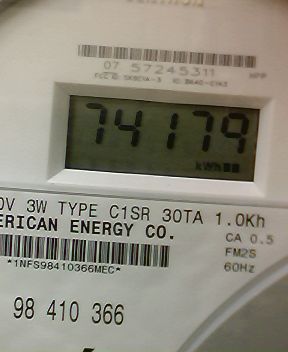 07 57245311
HPP
74179
kWh
0V 3W TYPE C1SR 30TA 1.0Kh
ERICAN ENERGY CO.
CA 0.5
FM2S
60Hz
*1NFS98410366MEC*
98 410 366